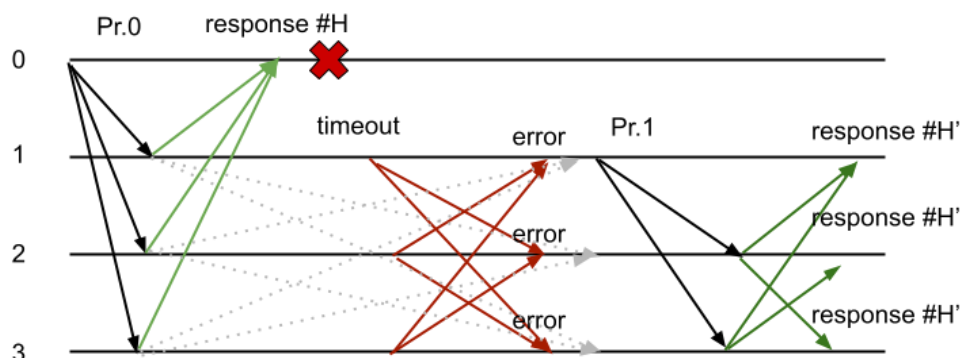 Pr.0 response #H
0
timeout error Pr.1 response #H’
1
error response #H’
2
error response #H’
3